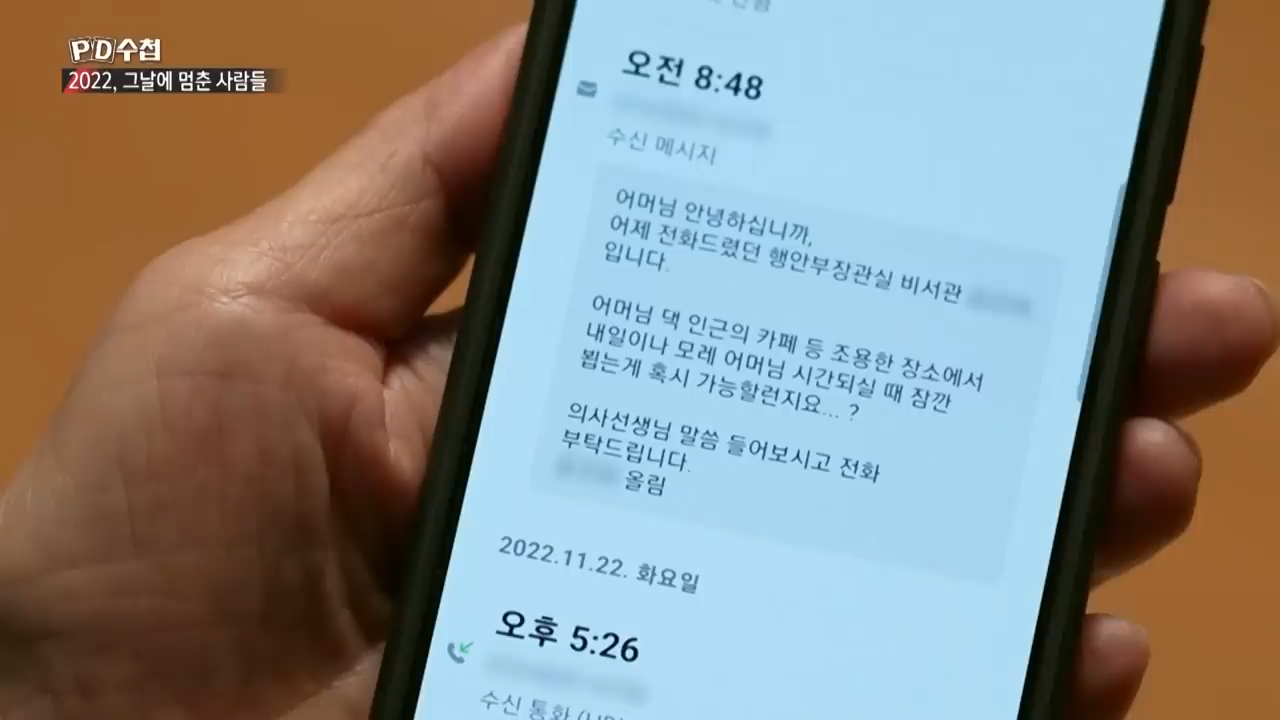 PD수첩
2022, 그날에 멈춘 사람들
오전 8:48
수신 메시지
어머님 안녕하십니까,
어제 전화드렸던 행안부장관실 비서관
입니다.
어머님 댁 인근의 카페 등 조용한 장소에서
내일이나 모레 어머님 시간되실 때 잠깐
뵙는게 혹시 가능할런지요... ?
의사선생님 말씀 들어보시고 전화
부탁드립니다.
올림
2022.11.22. 화요일
오후 5:26
수신 통화